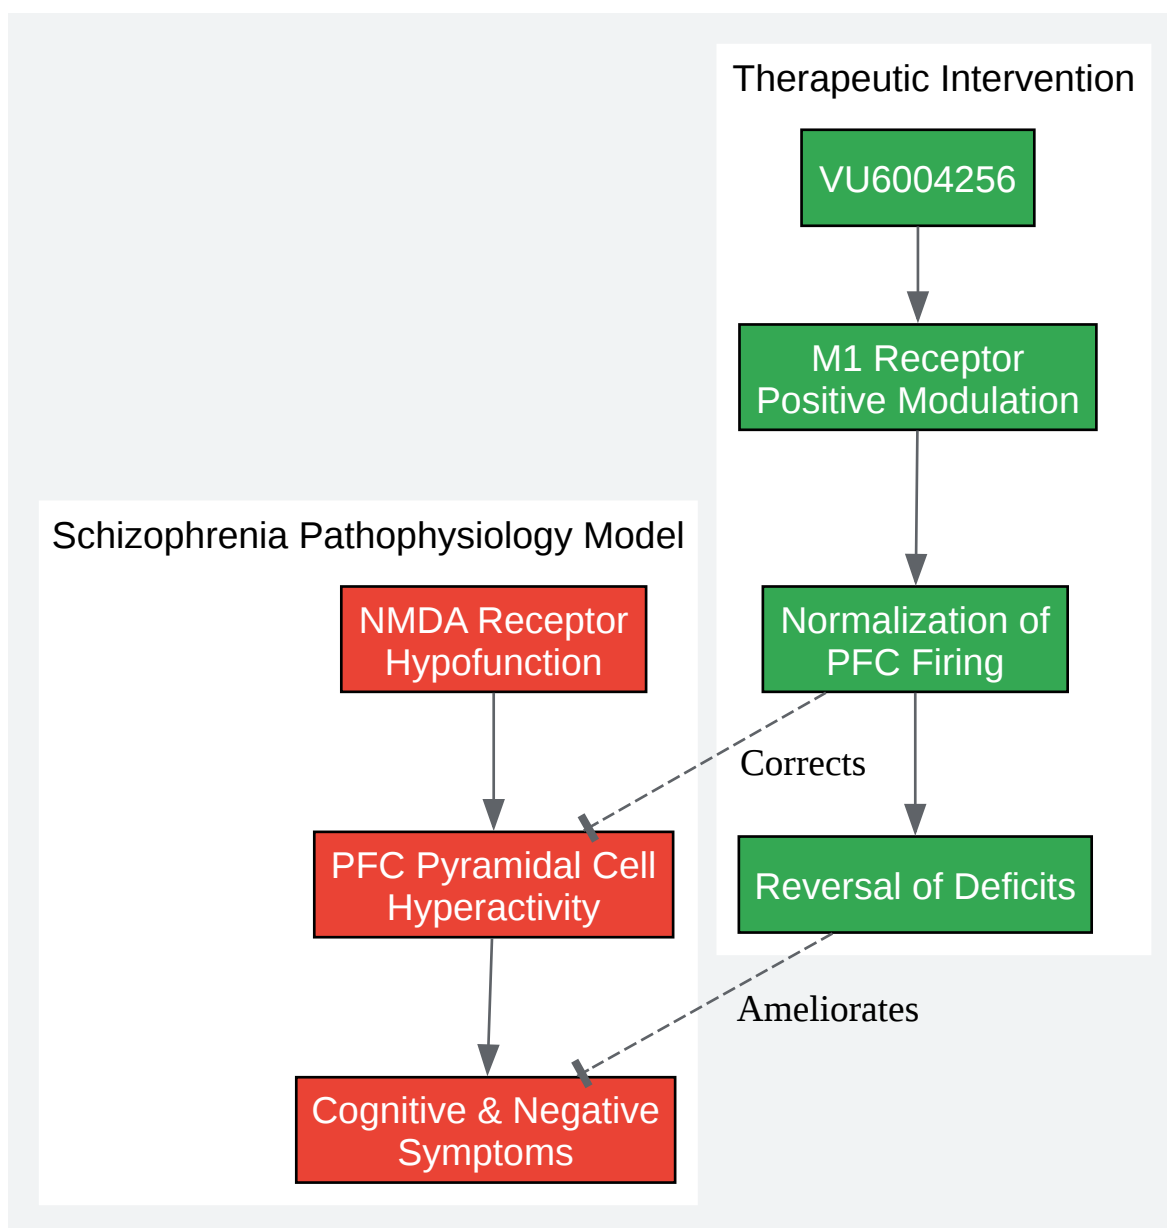 Therapeutic Intervention
VU6004256
M1 Receptor
Positive Modulation
Normalization of
PFC Firing
Reversal of Deficits
Schizophrenia Pathophysiology Model
NMDA Receptor
Hypofunction
PFC Pyramidal Cell
Hyperactivity
Cognitive & Negative
Symptoms
Corrects
Ameliorates